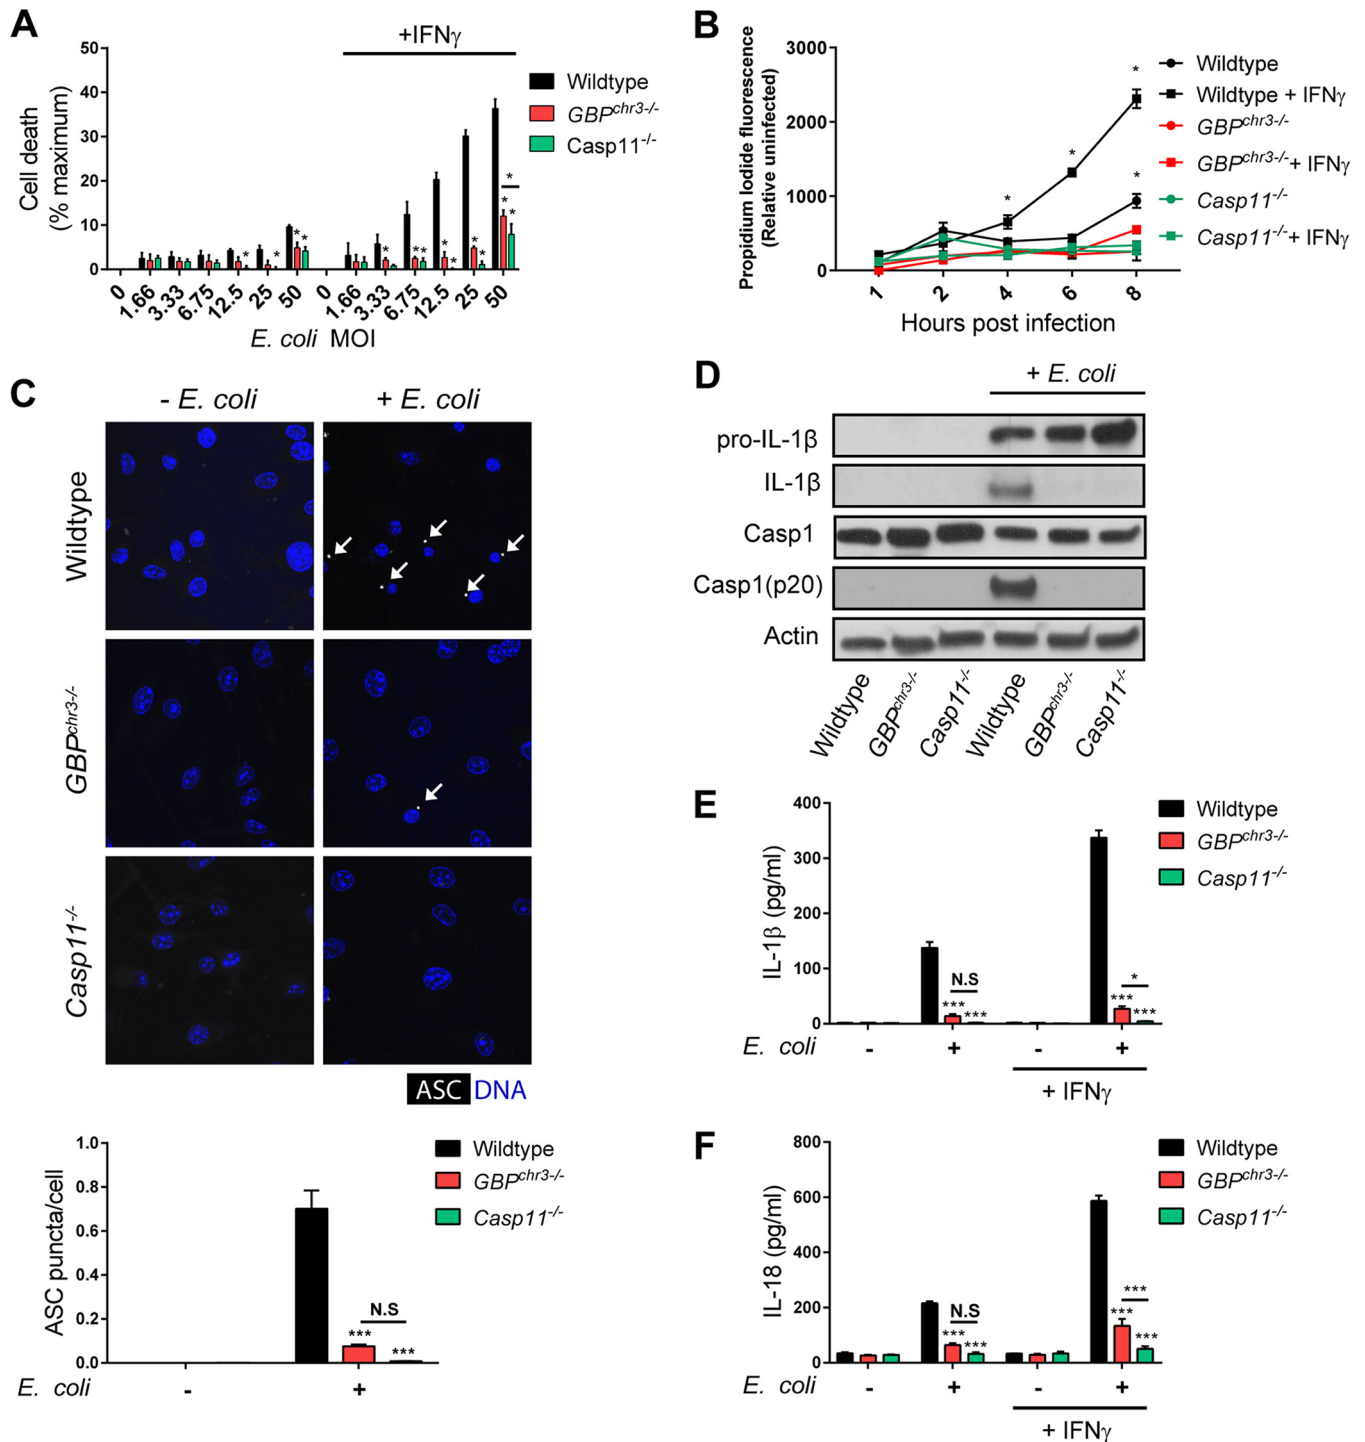 A
+IFNγ
50
40
30
20
10
0
Cell death
(% maximum)
Wildtype
GBPchr3-/-
Casp11-/-
* * * * * * * * * * * * * * * * * *
0 1.66 3.33 6.75 12.5 25 50 0 1.66 3.33 6.75 12.5 25 50
E. coli MOI
B
3000
2000
1000
0
Propidium Iodide fluorescence
(Relative uninfected)
* * * *
Wildtype
Wildtype + IFNγ
GBPchr3-/-
GBPchr3-/-+ IFNγ
Casp11-/-
Casp11-/-+ IFNγ
1 2 4 6 8
Hours post infection
C
- E. coli + E. coli
Wildtype
GBPchr3-/-
Casp11-/-
ASC DNA
1.0
0.8
0.6
0.4
0.2
0.0
ASC puncta/cell
Wildtype
GBPchr3-/-
Casp11-/-
N.S
*** ***
E. coli - +
D
+ E. coli
pro-IL-1β
IL-1β
Casp1
Casp1(p20)
Actin
Wildtype GBPchr3-/- Casp11-/- Wildtype GBPchr3-/- Casp11-/-
E
400
300
200
100
0
IL-1β (pg/ml)
Wildtype
GBPchr3-/-
Casp11-/-
N.S *
*** *** *** ***
E. coli - + - +
+ IFNγ
F
800
600
400
200
0
IL-18 (pg/ml)
Wildtype
GBPchr3-/-
Casp11-/-
N.S ***
*** *** *** ***
E. coli - + - +
+ IFNγ